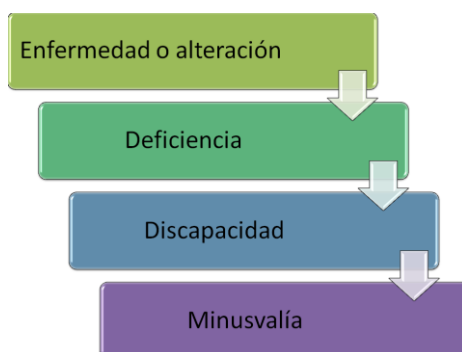 Enfermedad o alteración
Deficiencia
Discapacidad
Minusvalía